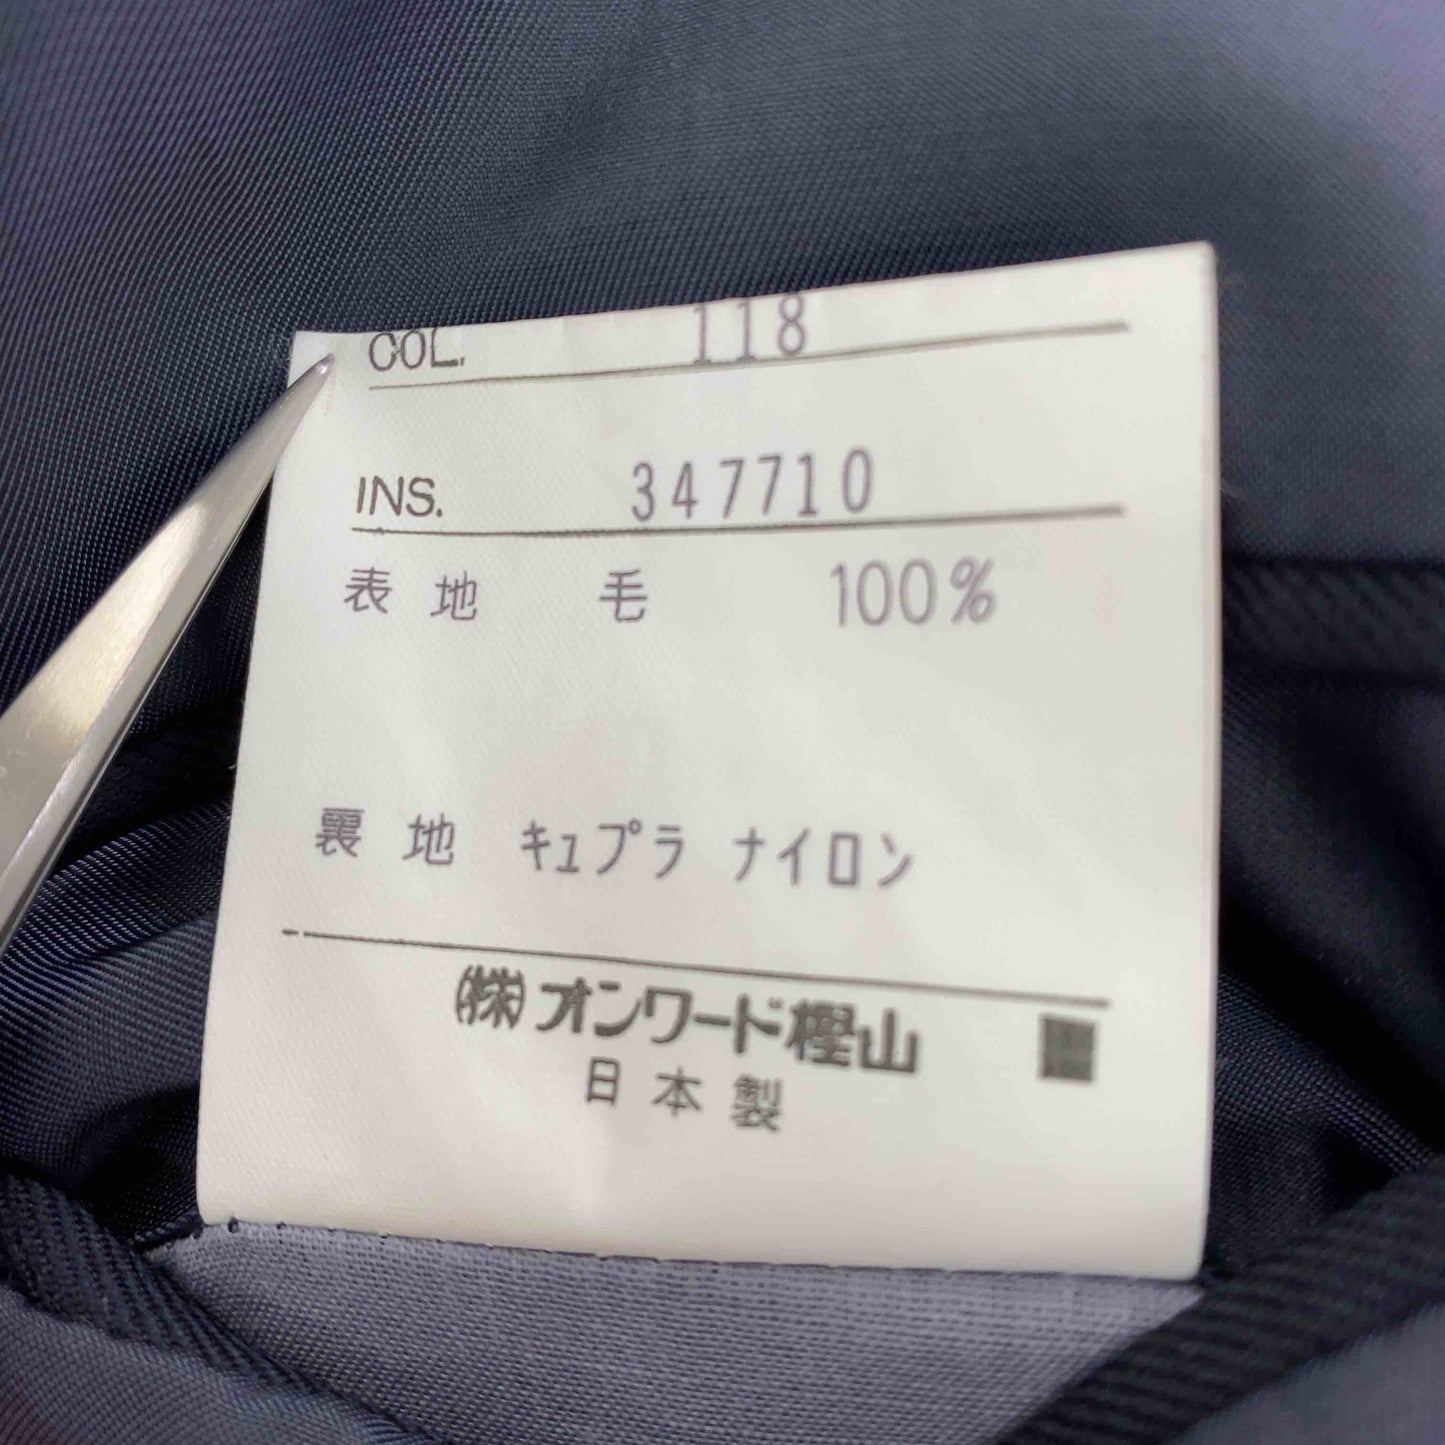 COL. 118
INS. 347710
表地 毛 100%
裏地 キュプラ ナイロン
(株)オンワード樫山
日本製